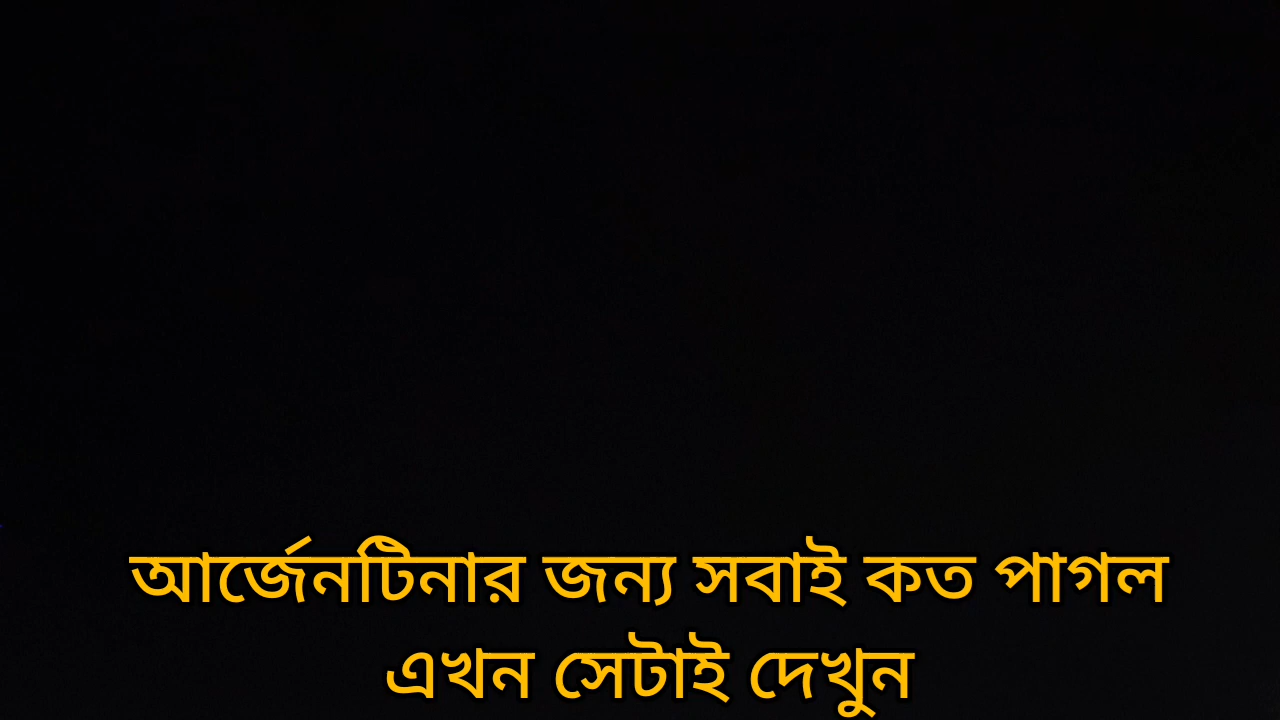 আর্জেনটিনার জন্য সবাই কত পাগল
এখন সেটাই দেখুন